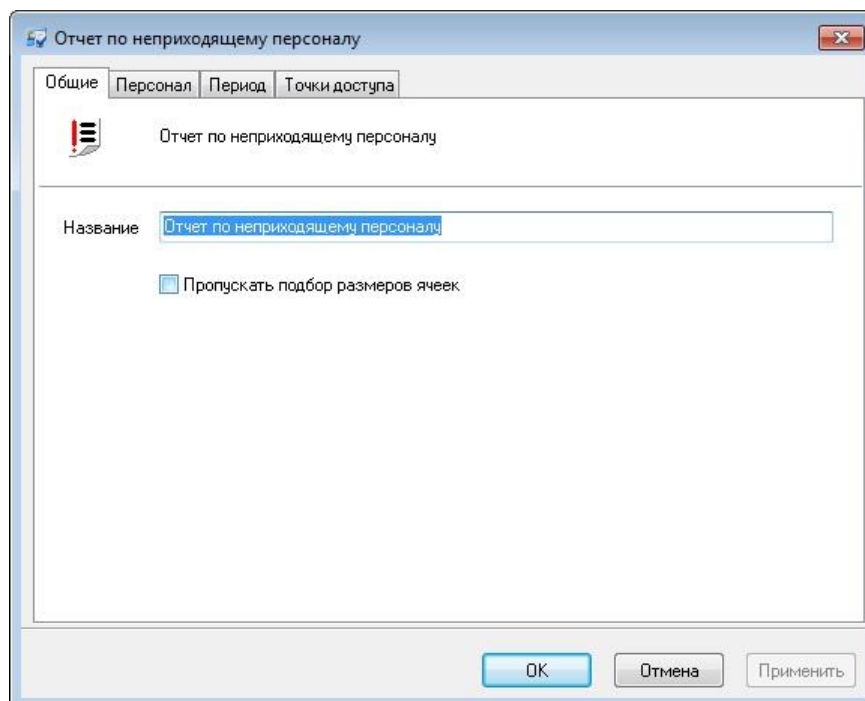 Отчет по неприходящему персоналу
Общие Персонал Период Точки доступа
Отчет по неприходящему персоналу
Название Отчет по неприходящему персоналу
Пропускать подбор размеров ячеек
OK Отмена Применить